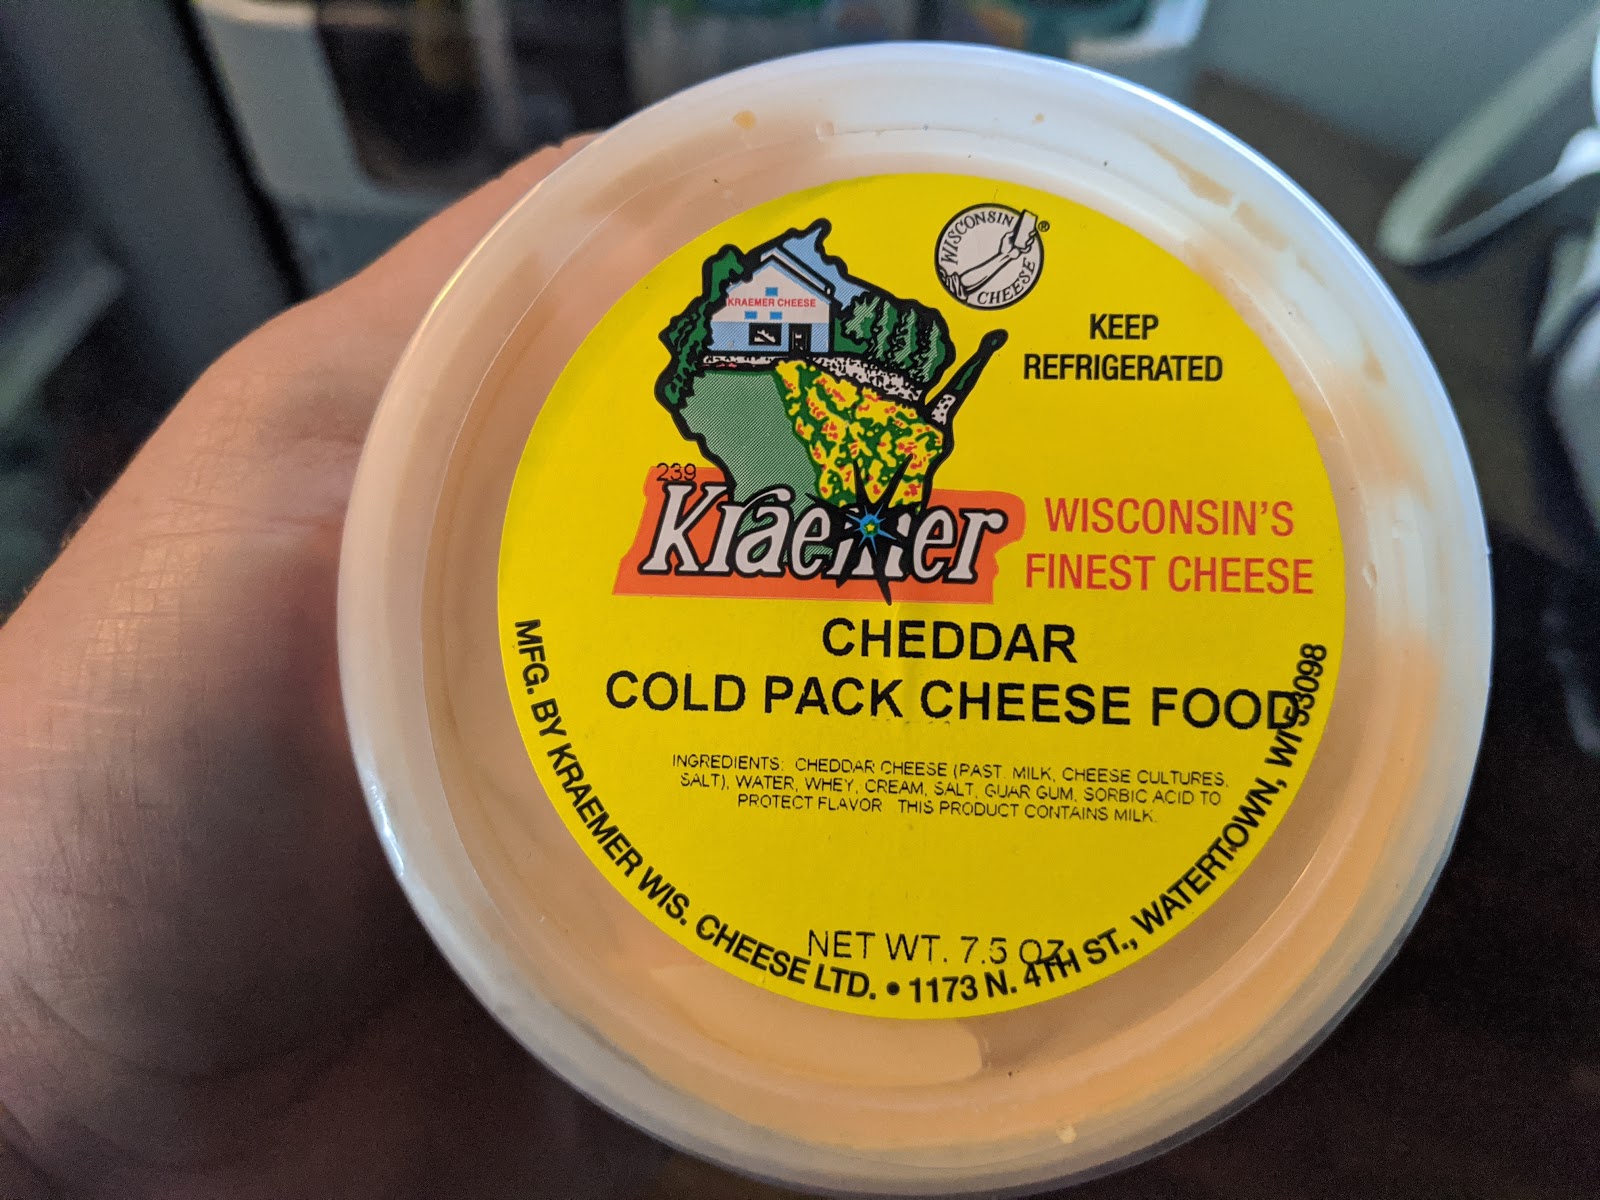 WISCONSIN
CHEESE
®
KRAEMER CHEESE
KEEP
REFRIGERATED
239
Kraemer
WISCONSIN'S
FINEST CHEESE
CHEDDAR
COLD PACK CHEESE FOOD
INGREDIENTS: CHEDDAR CHEESE (PAST. MILK, CHEESE CULTURES,
SALT), WATER, WHEY, CREAM, SALT, GUAR GUM, SORBIC ACID TO
PROTECT FLAVOR THIS PRODUCT CONTAINS MILK.
NET WT. 7.5 OZ.
MFG. BY KRAEMER WIS. CHEESE LTD. • 1173 N. 4TH ST., WATERTOWN, WI 53098